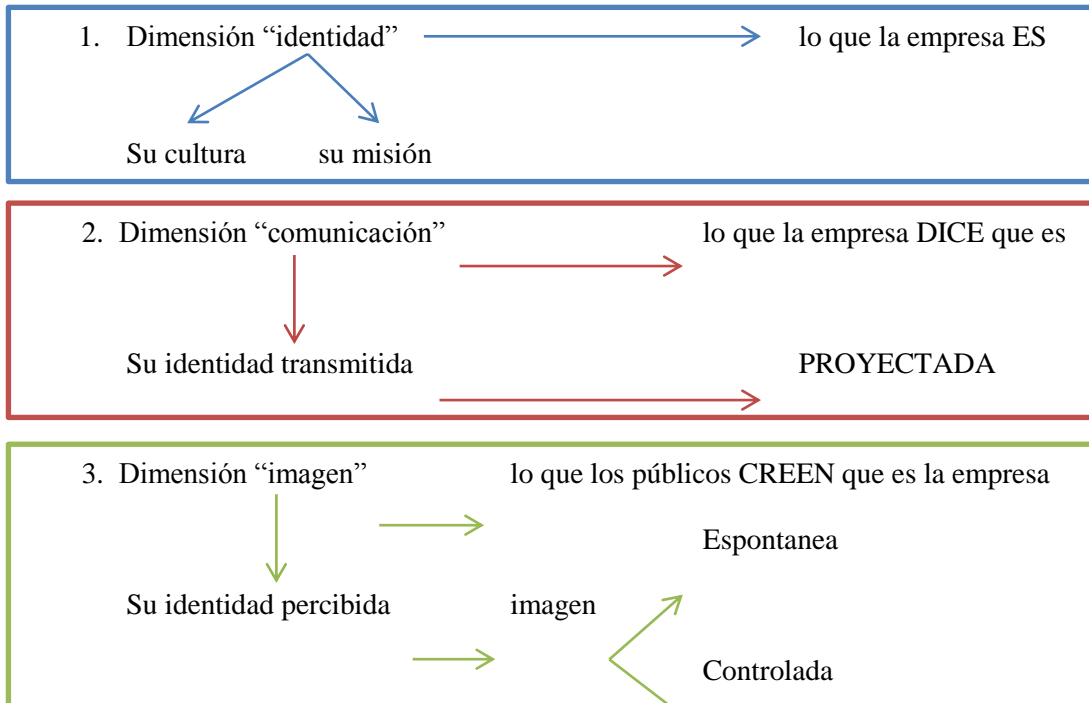 1. Dimensión “identidad” lo que la empresa ES
Su cultura su misión
2. Dimensión “comunicación” lo que la empresa DICE que es
Su identidad transmitida PROYECTADA
3. Dimensión “imagen” lo que los públicos CREEN que es la empresa
Espontanea
Su identidad percibida imagen
Controlada